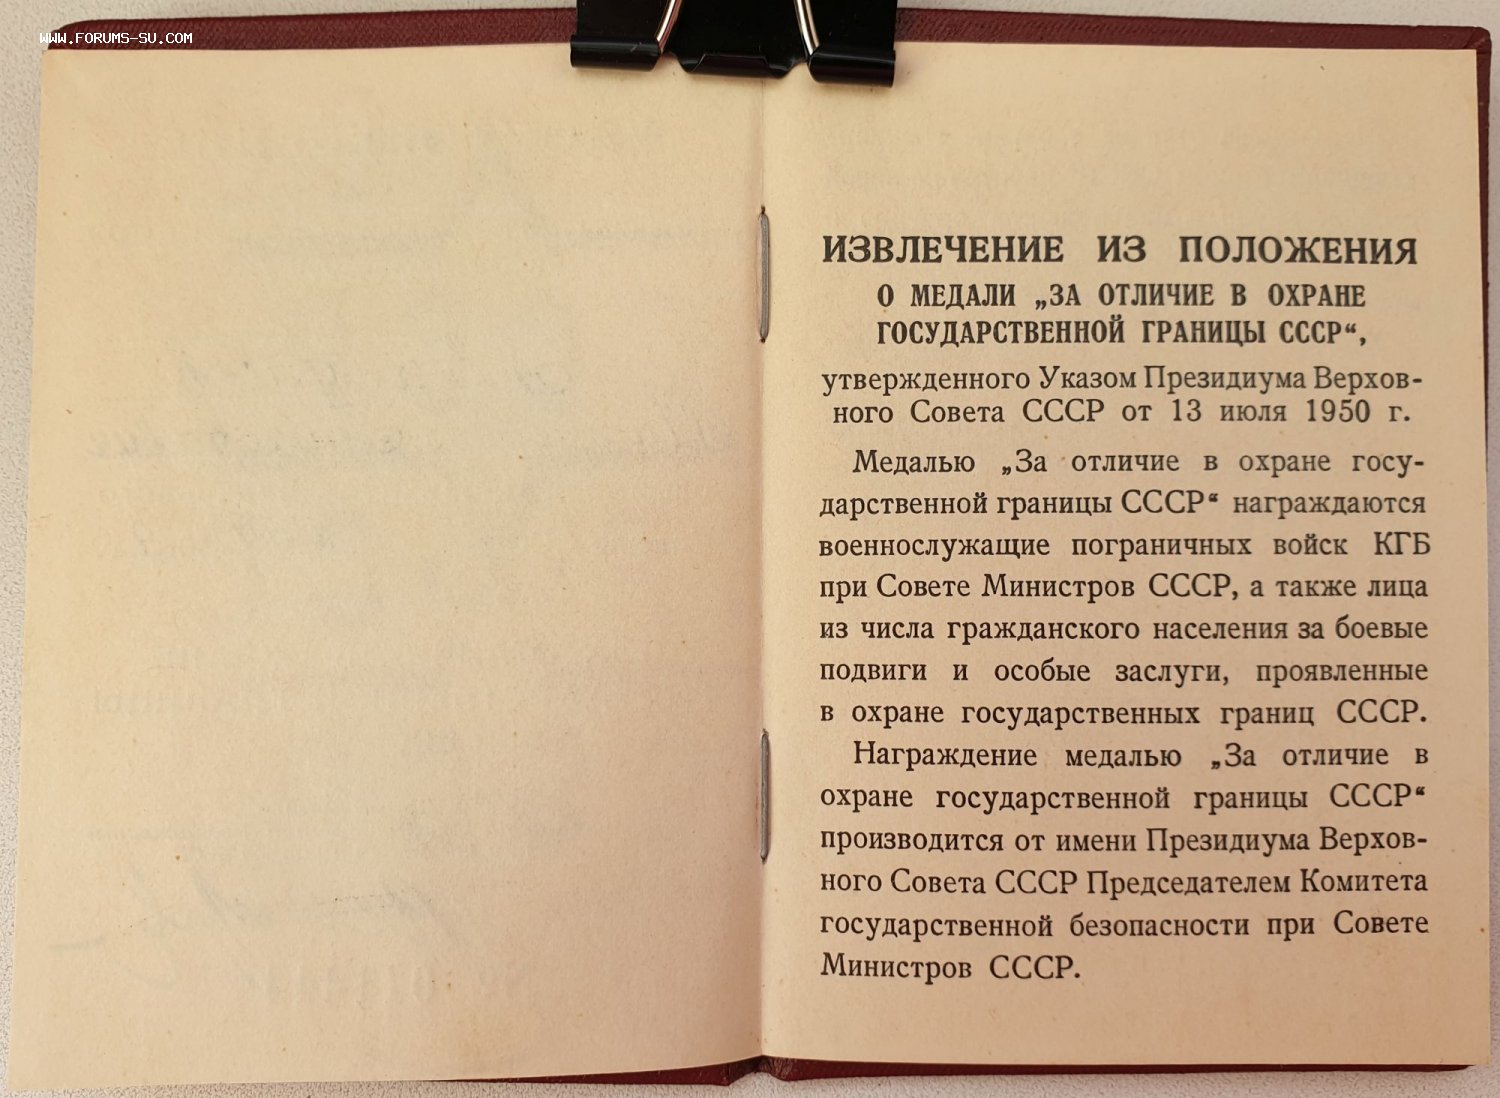 www.FORUMS-SU.COM
ИЗВЛЕЧЕНИЕ ИЗ ПОЛОЖЕНИЯ
О МЕДАЛИ „ЗА ОТЛИЧИЕ В ОХРАНЕ
ГОСУДАРСТВЕННОЙ ГРАНИЦЫ СССР“,
утвержденного Указом Президиума Верхов-
ного Совета СССР от 13 июля 1950 г.
Медалью „За отличие в охране госу-
дарственной границы СССР“ награждаются
военнослужащие пограничных войск КГБ
при Совете Министров СССР, а также лица
из числа гражданского населения за боевые
подвиги и особые заслуги, проявленные
в охране государственных границ СССР.
Награждение медалью „За отличие в
охране государственной границы СССР“
производится от имени Президиума Верхов-
ного Совета СССР Председателем Комитета
государственной безопасности при Совете
Министров СССР.